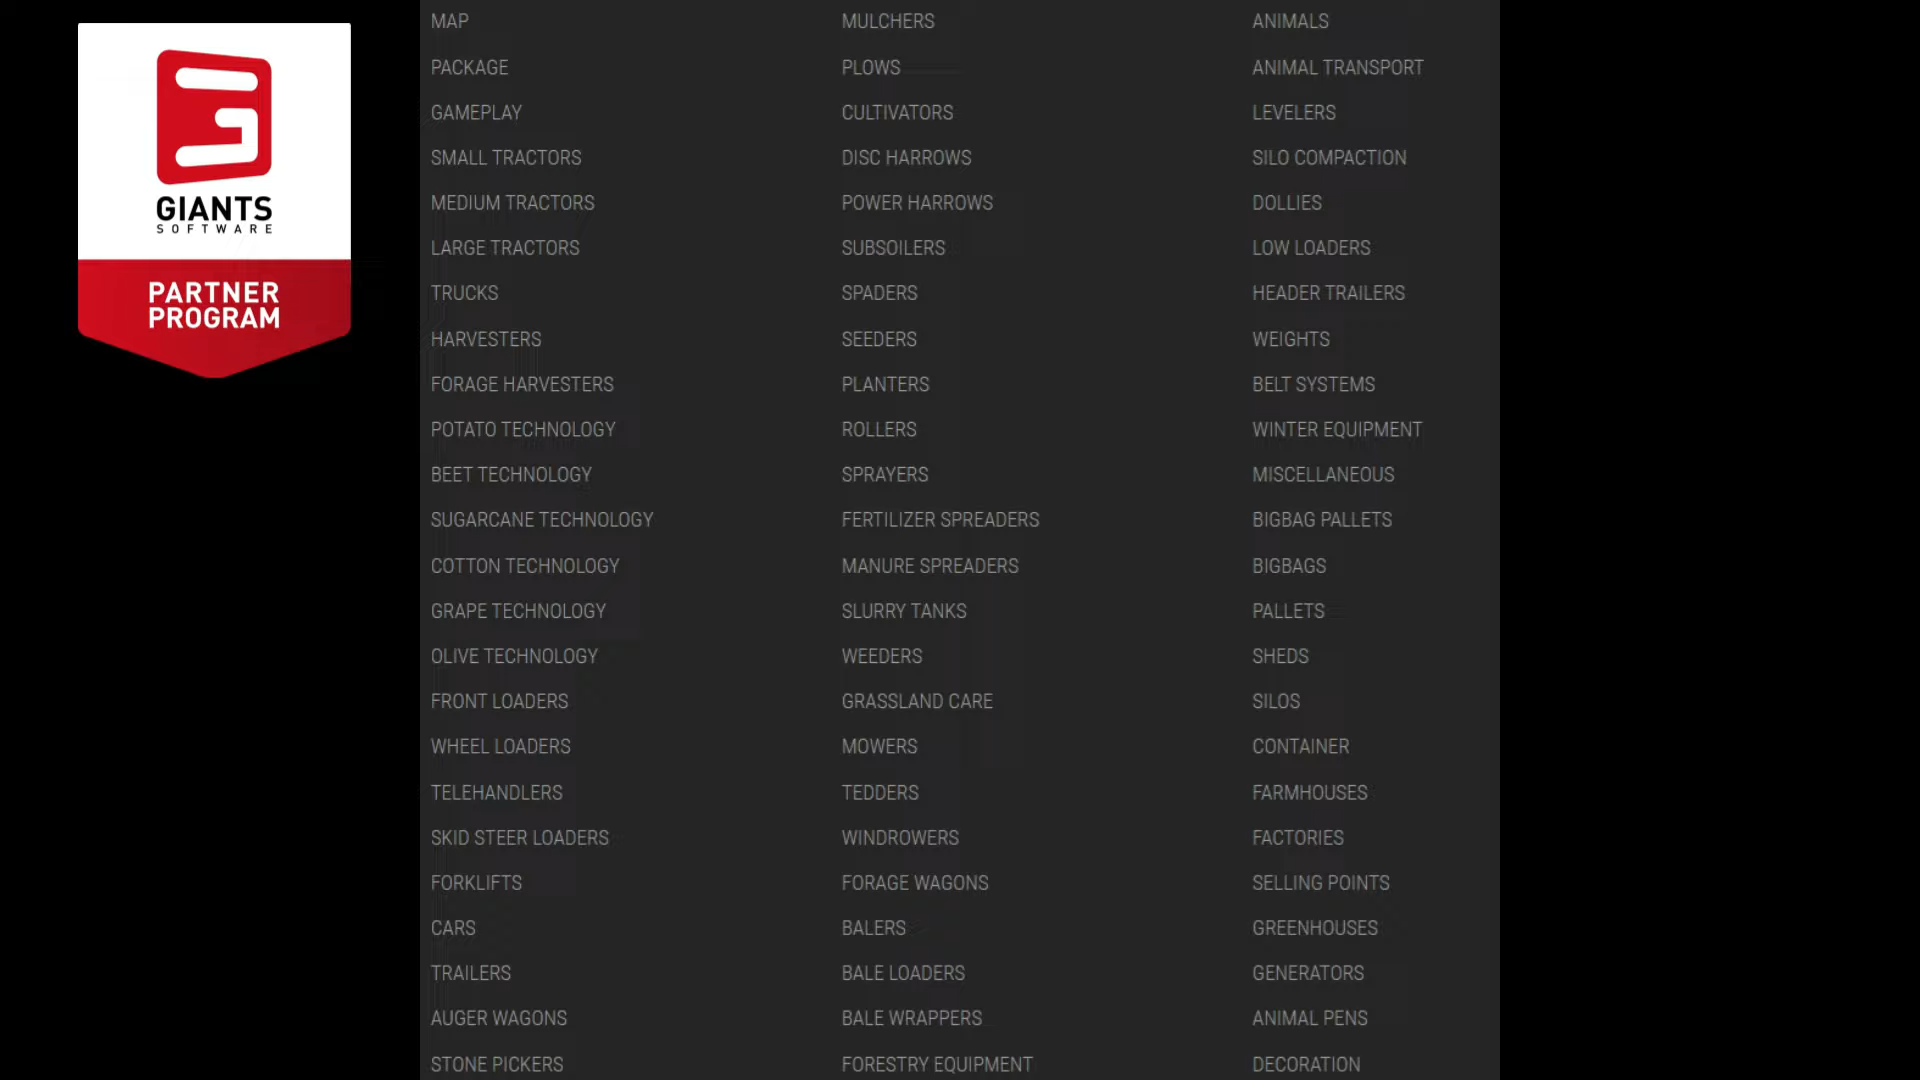 GIANTS
SOFTWARE
PARTNER
PROGRAM
MAP
PACKAGE
GAMEPLAY
SMALL TRACTORS
MEDIUM TRACTORS
LARGE TRACTORS
TRUCKS
HARVESTERS
FORAGE HARVESTERS
POTATO TECHNOLOGY
BEET TECHNOLOGY
SUGARCANE TECHNOLOGY
COTTON TECHNOLOGY
GRAPE TECHNOLOGY
OLIVE TECHNOLOGY
FRONT LOADERS
WHEEL LOADERS
TELEHANDLERS
SKID STEER LOADERS
FORKLIFTS
CARS
TRAILERS
AUGER WAGONS
STONE PICKERS
MULCHERS
PLOWS
CULTIVATORS
DISC HARROWS
POWER HARROWS
SUBSOILERS
SPADERS
SEEDERS
PLANTERS
ROLLERS
SPRAYERS
FERTILIZER SPREADERS
MANURE SPREADERS
SLURRY TANKS
WEEDERS
GRASSLAND CARE
MOWERS
TEDDERS
WINDROWERS
FORAGE WAGONS
BALERS
BALE LOADERS
BALE WRAPPERS
FORESTRY EQUIPMENT
ANIMALS
ANIMAL TRANSPORT
LEVELERS
SILO COMPACTION
DOLLIES
LOW LOADERS
HEADER TRAILERS
WEIGHTS
BELT SYSTEMS
WINTER EQUIPMENT
MISCELLANEOUS
BIGBAG PALLETS
BIGBAGS
PALLETS
SHEDS
SILOS
CONTAINER
FARMHOUSES
FACTORIES
SELLING POINTS
GREENHOUSES
GENERATORS
ANIMAL PENS
DECORATION